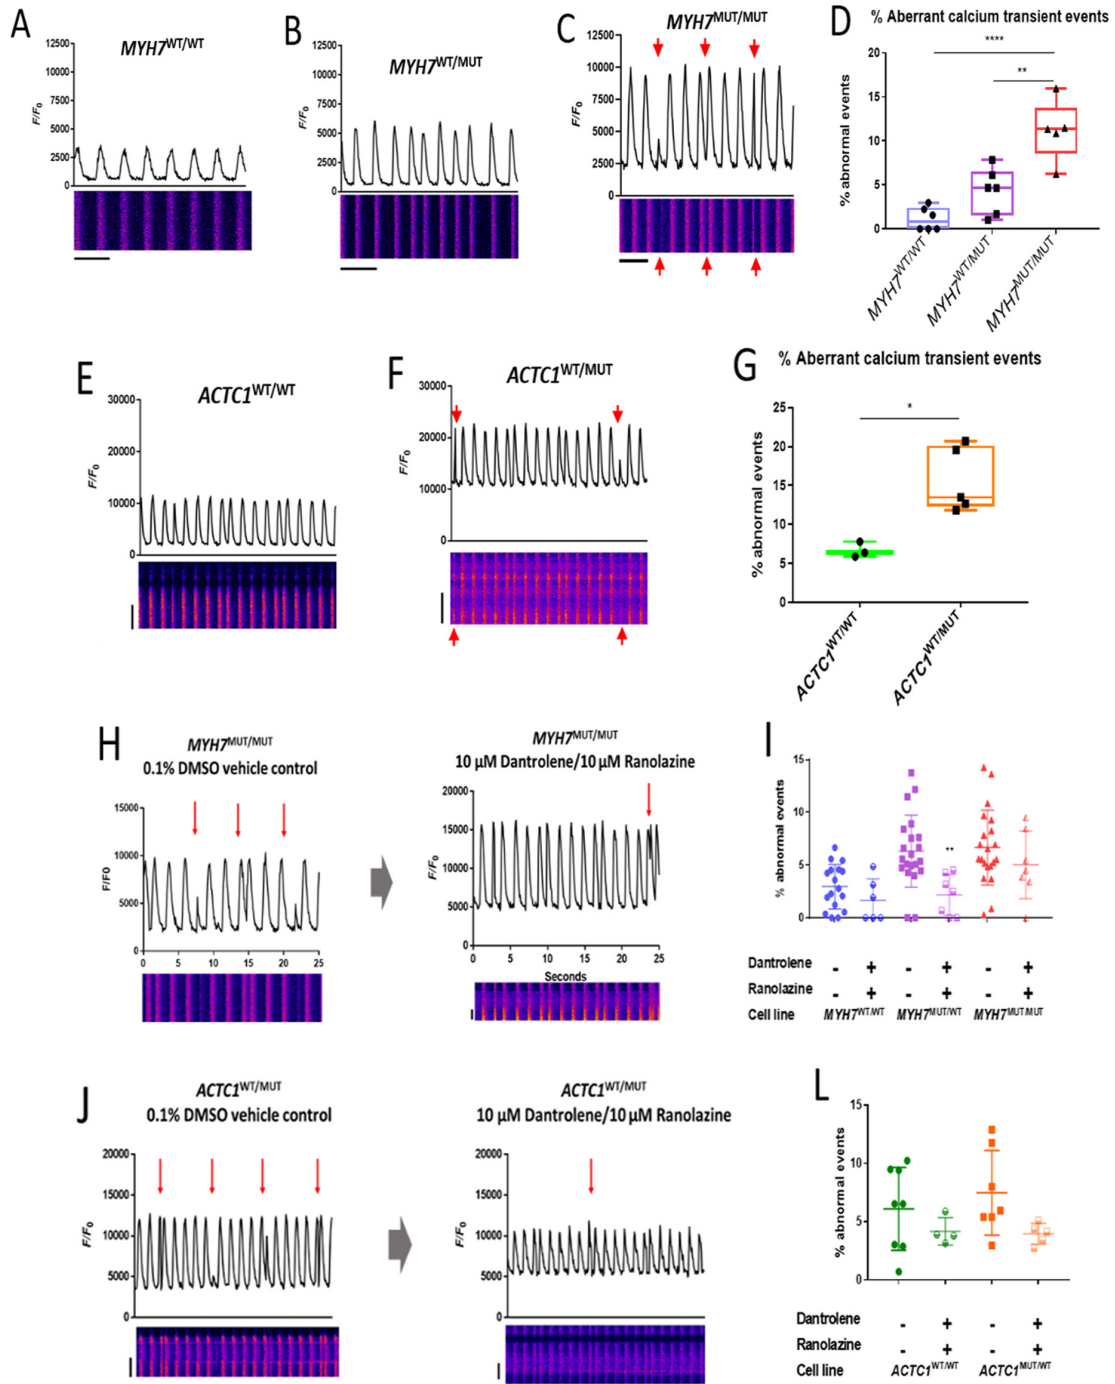 A
MYH7WT/WT
12500
10000
7500
5000
2500
0
F/F0
B
MYH7WT/MUT
12500
10000
7500
5000
2500
0
F/F0
C
MYH7MUT/MUT
12500
10000
7500
5000
2500
0
F/F0
D
% Aberrant calcium transient events
****
**
20
15
10
5
0
% abnormal events
MYH7WT/WT
MYH7WT/MUT
MYH7MUT/MUT
E
ACTC1WT/WT
30000
20000
10000
0
F/F0
F
ACTC1WT/MUT
30000
20000
10000
0
F/F0
G
% Aberrant calcium transient events
*
25
20
15
10
5
0
% abnormal events
ACTC1WT/WT
ACTC1WT/MUT
H
MYH7MUT/MUT
0.1% DMSO vehicle control
15000
10000
5000
0
F/F0
0 5 10 15 20 25
MYH7MUT/MUT
10 µM Dantrolene/10 µM Ranolazine
20000
15000
10000
5000
0
F/F0
0 5 10 15 20 25
Seconds
I
15
10
5
0
% abnormal events
**
Dantrolene - + - + - +
Ranolazine - + - + - +
Cell line MYH7WT/WT MYH7MUT/WT MYH7MUT/MUT
J
ACTC1WT/MUT
0.1% DMSO vehicle control
20000
15000
10000
5000
0
F/F0
ACTC1WT/MUT
10 µM Dantrolene/10 µM Ranolazine
20000
15000
10000
5000
0
F/F0
L
15
10
5
0
% abnormal events
Dantrolene - + - +
Ranolazine - + - +
Cell line ACTC1WT/WT ACTC1MUT/WT